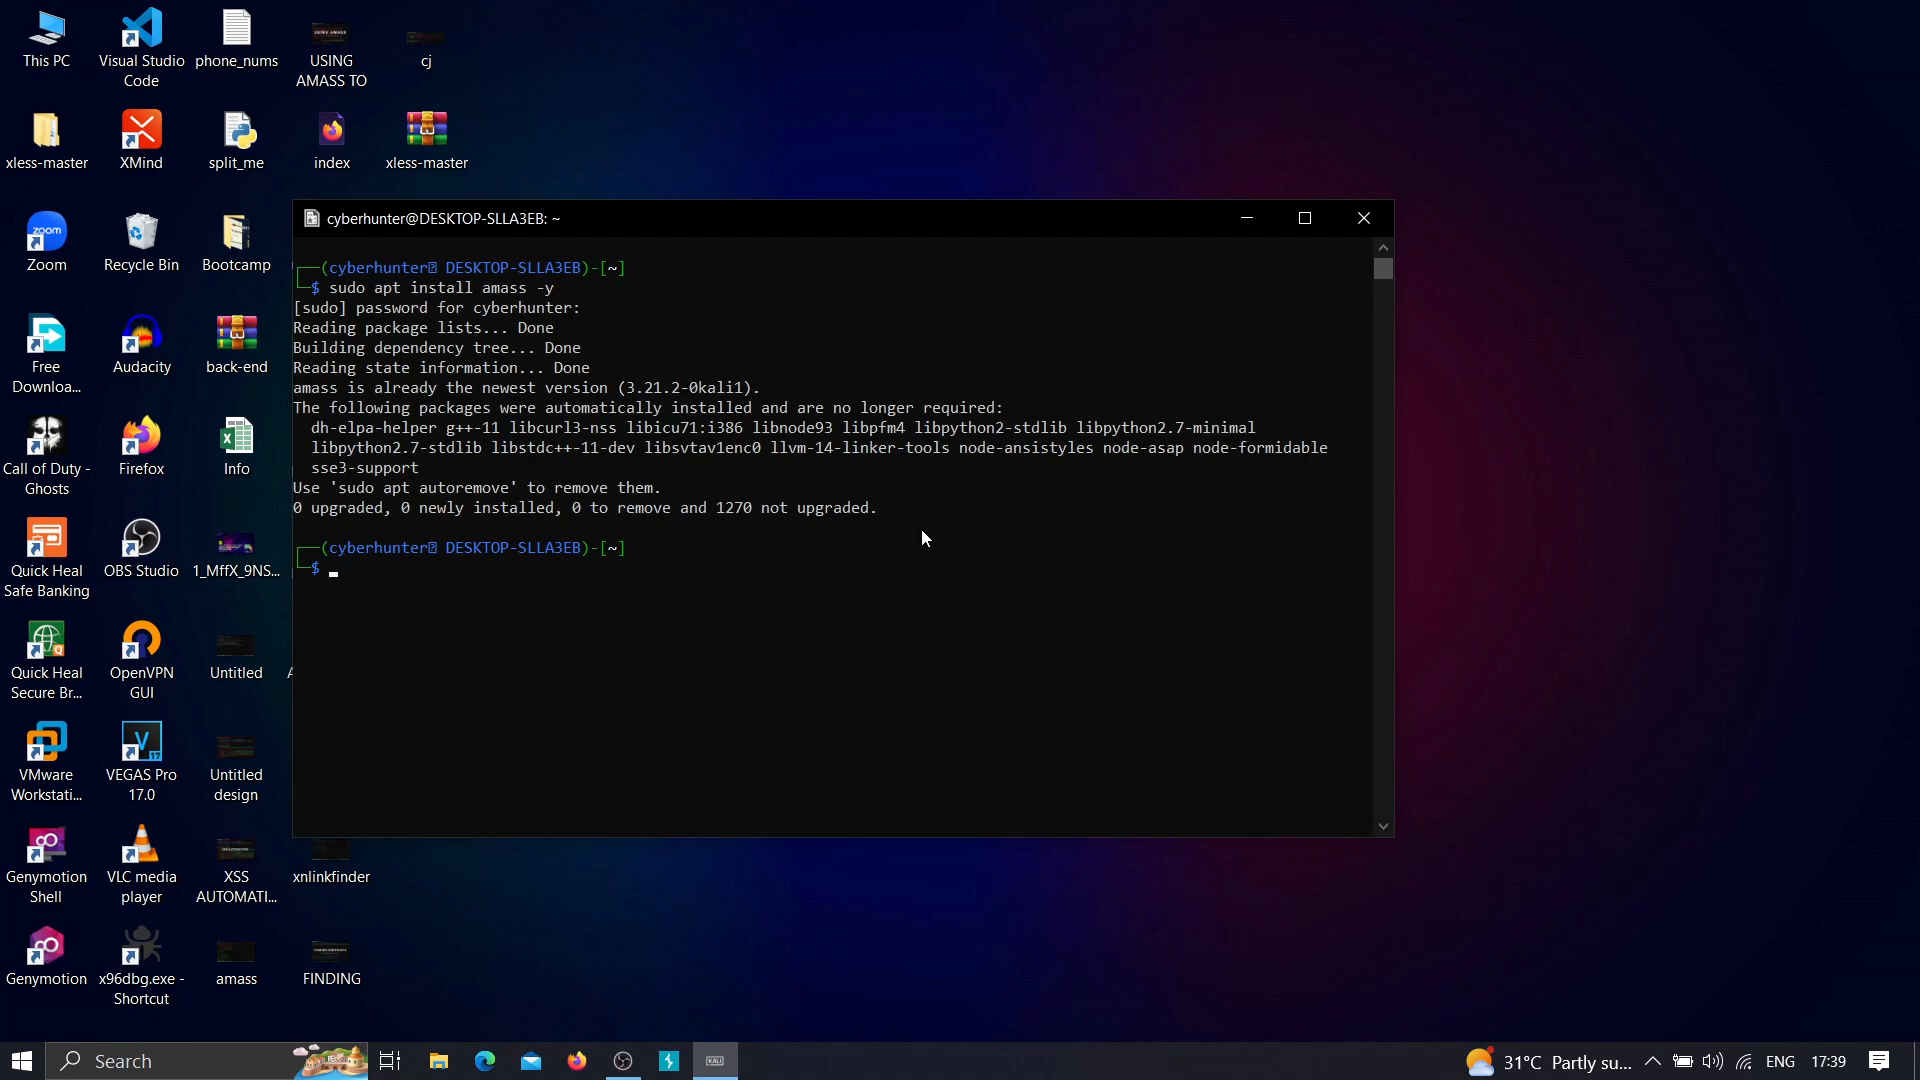 This PC
Visual Studio
Code
phone_nums
USING
AMASS TO
cj
xless-master
XMind
split_me
index
xless-master
zoom
Zoom
Recycle Bin
Bootcamp
Free
Downloa...
Audacity
back-end
Call of Duty -
Ghosts
Firefox
Info
Quick Heal
Safe Banking
OBS Studio
1_MffX_9NS...
Quick Heal
Secure Br...
OpenVPN
GUI
Untitled
VMware
Workstati...
VEGAS Pro
17.0
Untitled
design
Genymotion
Shell
VLC media
player
XSS
AUTOMATI...
xnlinkfinder
Genymotion
x96dbg.exe -
Shortcut
amass
FINDING
cyberhunter@DESKTOP-SLLA3EB: ~
(cyberhunter DESKTOP-SLLA3EB)-[~]
$ sudo apt install amass -y
[sudo] password for cyberhunter:
Reading package lists... Done
Building dependency tree... Done
Reading state information... Done
amass is already the newest version (3.21.2-0kali1).
The following packages were automatically installed and are no longer required:
dh-elpa-helper g++-11 libcurl3-nss libicu71:i386 libnode93 libpfm4 libpython2-stdlib libpython2.7-minimal
libpython2.7-stdlib libstdc++-11-dev libsvtav1enc0 llvm-14-linker-tools node-ansistyles node-asap node-formidable
sse3-support
Use 'sudo apt autoremove' to remove them.
0 upgraded, 0 newly installed, 0 to remove and 1270 not upgraded.
(cyberhunter DESKTOP-SLLA3EB)-[~]
$
Search
31°C Partly su...
ENG
17:39